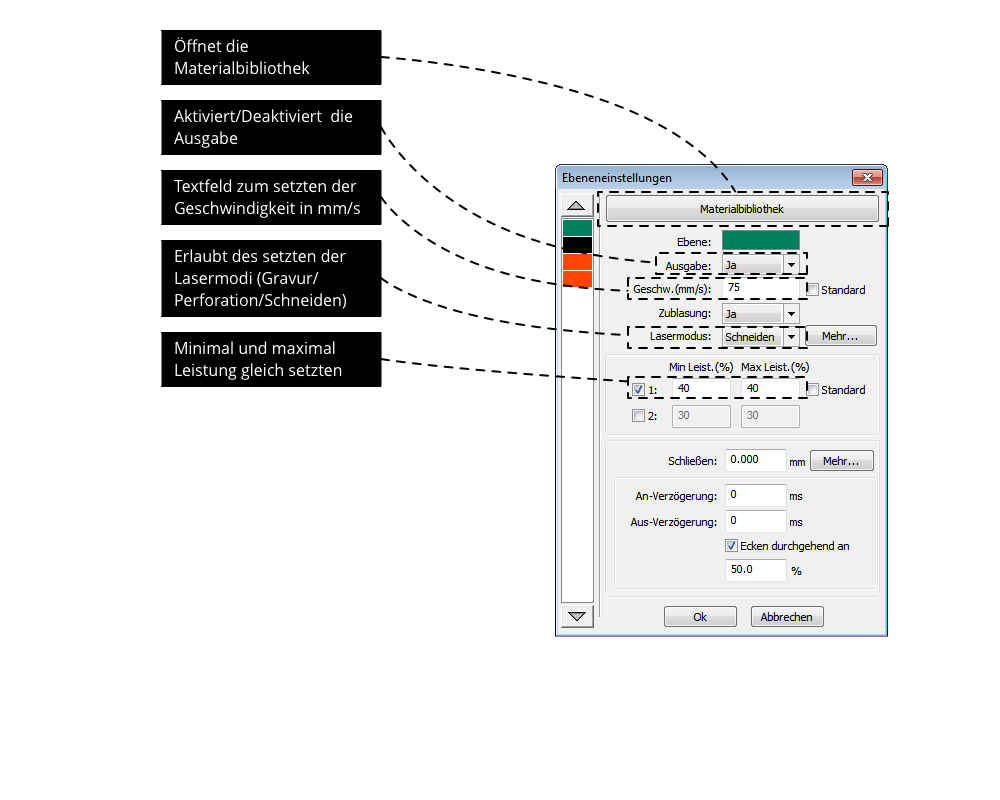 Öffnet die
Materialbibliothek
Aktiviert/Deaktiviert die
Ausgabe
Textfeld zum setzten der
Geschwindigkeit in mm/s
Erlaubt des setzten der
Lasermodi (Gravur/
Perforation/Schneiden)
Minimal und maximal
Leistung gleich setzten
Ebeneneinstellungen
Materialbibliothek
Ebene:
Ausgabe: Ja
Geschw.(mm/s): 75 Standard
Zublasung: Ja
Lasermodus: Schneiden Mehr...
Min Leist.(%) Max Leist.(%)
1: 40 40 Standard
2: 30 30
Schließen: 0.000 mm Mehr...
An-Verzögerung: 0 ms
Aus-Verzögerung: 0 ms
Ecken durchgehend an
50.0 %
Ok Abbrechen